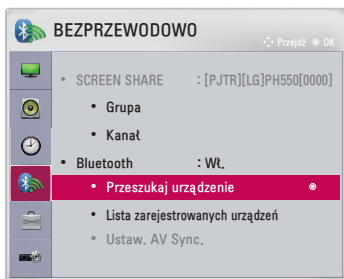 BEZPRZEWODOWO
Przejdź OK
• SCREEN SHARE : [PJTR][LG]PH550[0000]
• Grupa
• Kanał
• Bluetooth : Wł.
• Przeszukaj urządzenie
• Lista zarejestrowanych urządzeń
• Ustaw. AV Sync.